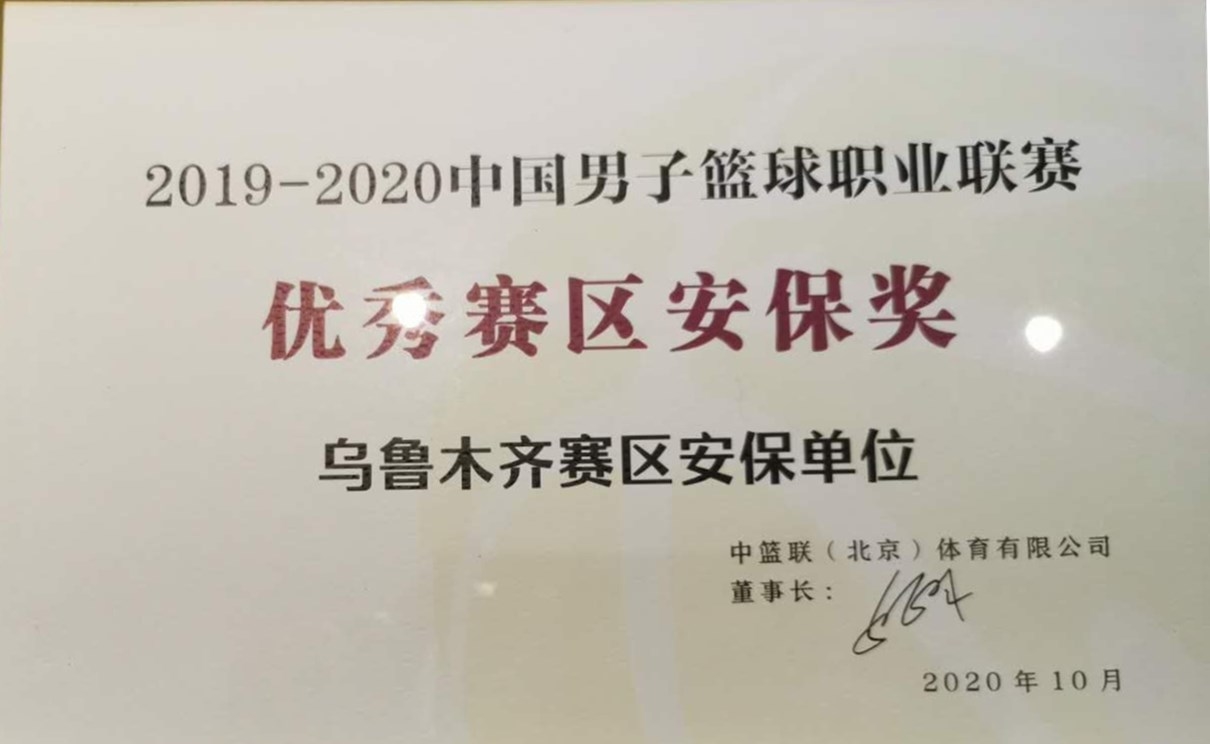 2019-2020中国男子篮球职业联赛
优秀赛区安保奖
乌鲁木齐赛区安保单位
中篮联（北京）体育有限公司
董事长：
2020年10月